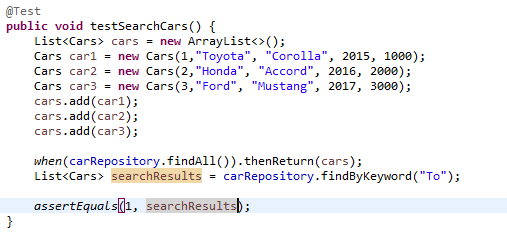 @Test
public void testSearchCars() {
List<Cars> cars = new ArrayList<>();
Cars car1 = new Cars(1,"Toyota", "Corolla", 2015, 1000);
Cars car2 = new Cars(2,"Honda", "Accord", 2016, 2000);
Cars car3 = new Cars(3,"Ford", "Mustang", 2017, 3000);
cars.add(car1);
cars.add(car2);
cars.add(car3);
when(carRepository.findAll()).thenReturn(cars);
List<Cars> searchResults = carRepository.findByKeyword("To");
assertEquals(1, searchResults);
}